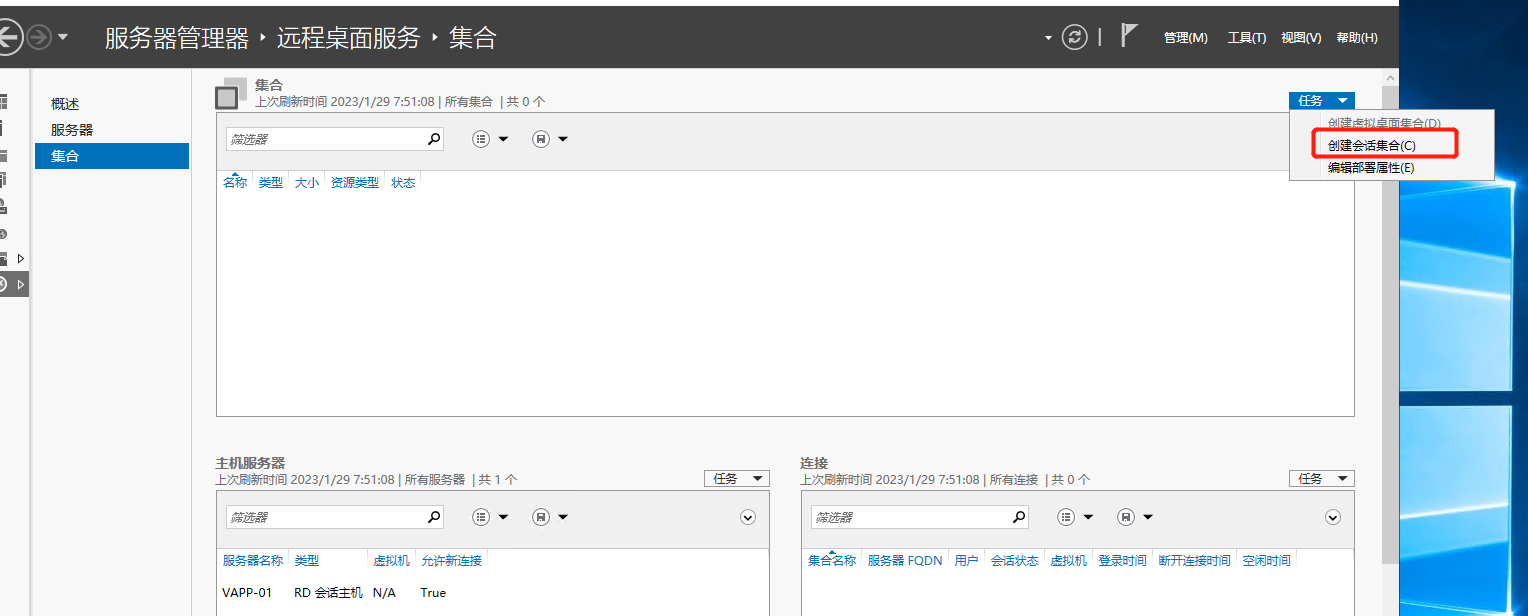 服务器管理器 · 远程桌面服务 · 集合
管理(M) 工具(T) 视图(V) 帮助(H)
概述
服务器
集合
集合
上次刷新时间 2023/1/29 7:51:08 | 所有集合 | 共 0 个
任务
创建虚拟桌面集合(D)
创建会话集合(C)
编辑部署属性(E)
筛选器
名称 类型 大小 资源类型 状态
主机服务器
上次刷新时间 2023/1/29 7:51:08 | 所有服务器 | 共 1 个
任务
筛选器
服务器名称 类型 虚拟机 允许新连接
VAPP-01 RD 会话主机 N/A True
连接
上次刷新时间 2023/1/29 7:51:08 | 所有连接 | 共 0 个
任务
筛选器
集合名称 服务器 FQDN 用户 会话状态 虚拟机 登录时间 断开连接时间 空闲时间